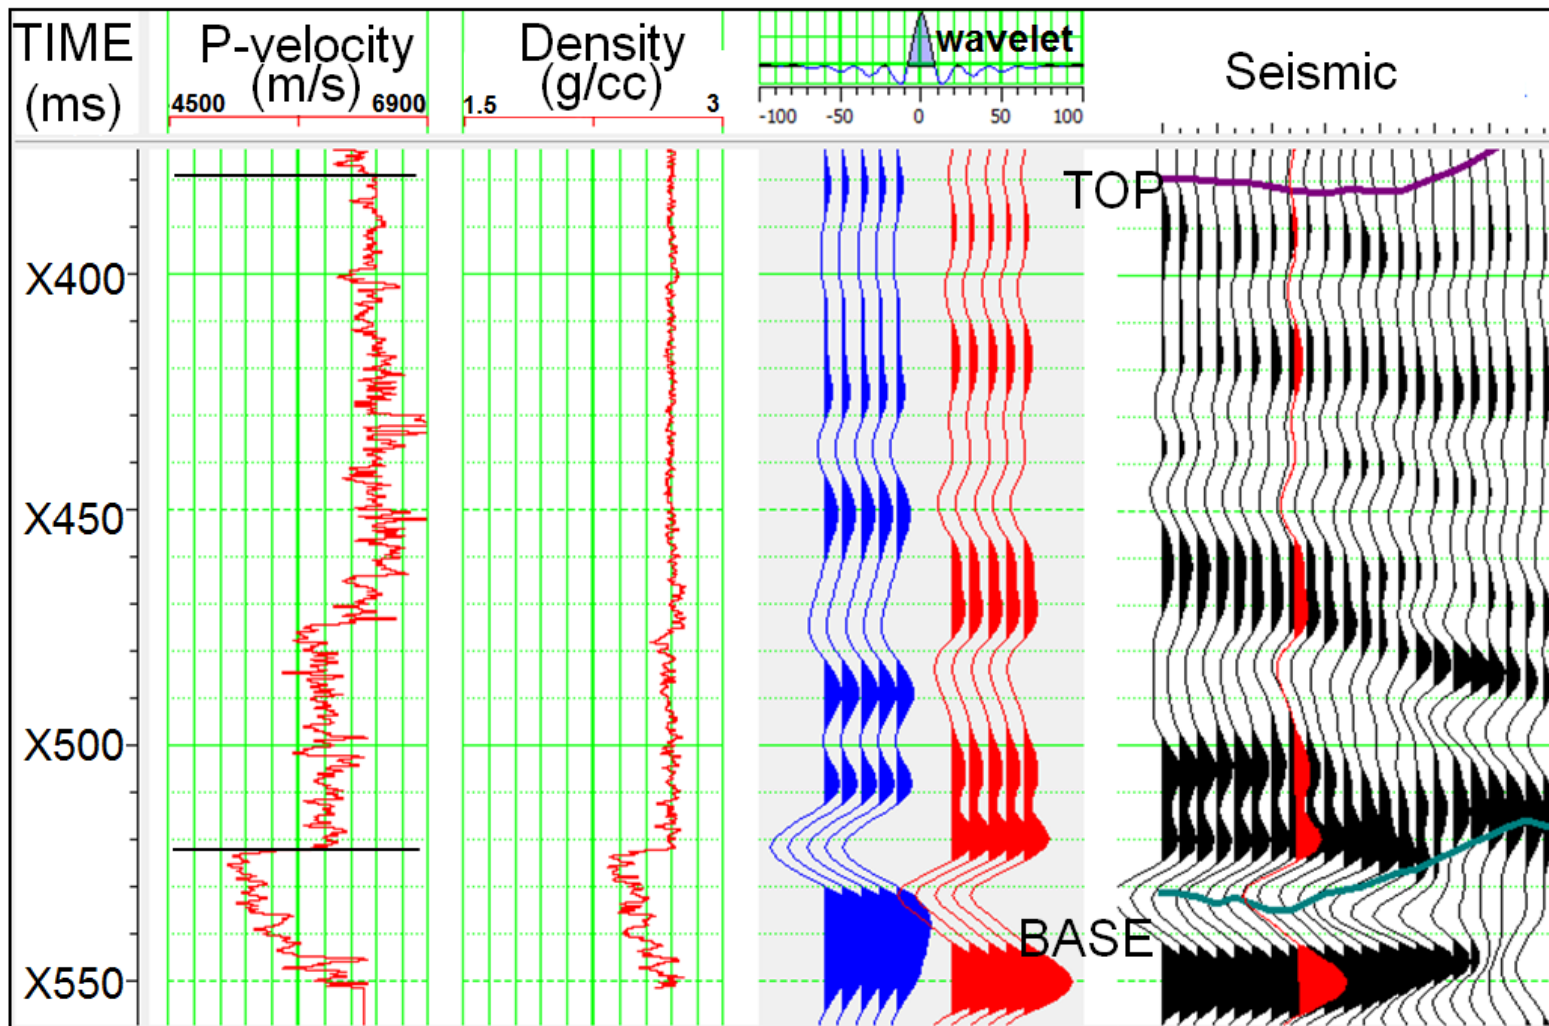 TIME
(ms)
P-velocity
(m/s)
4500 6900
Density
(g/cc)
1.5 3
wavelet
-100 -50 0 50 100
Seismic
TOP
X400
X450
X500
BASE
X550